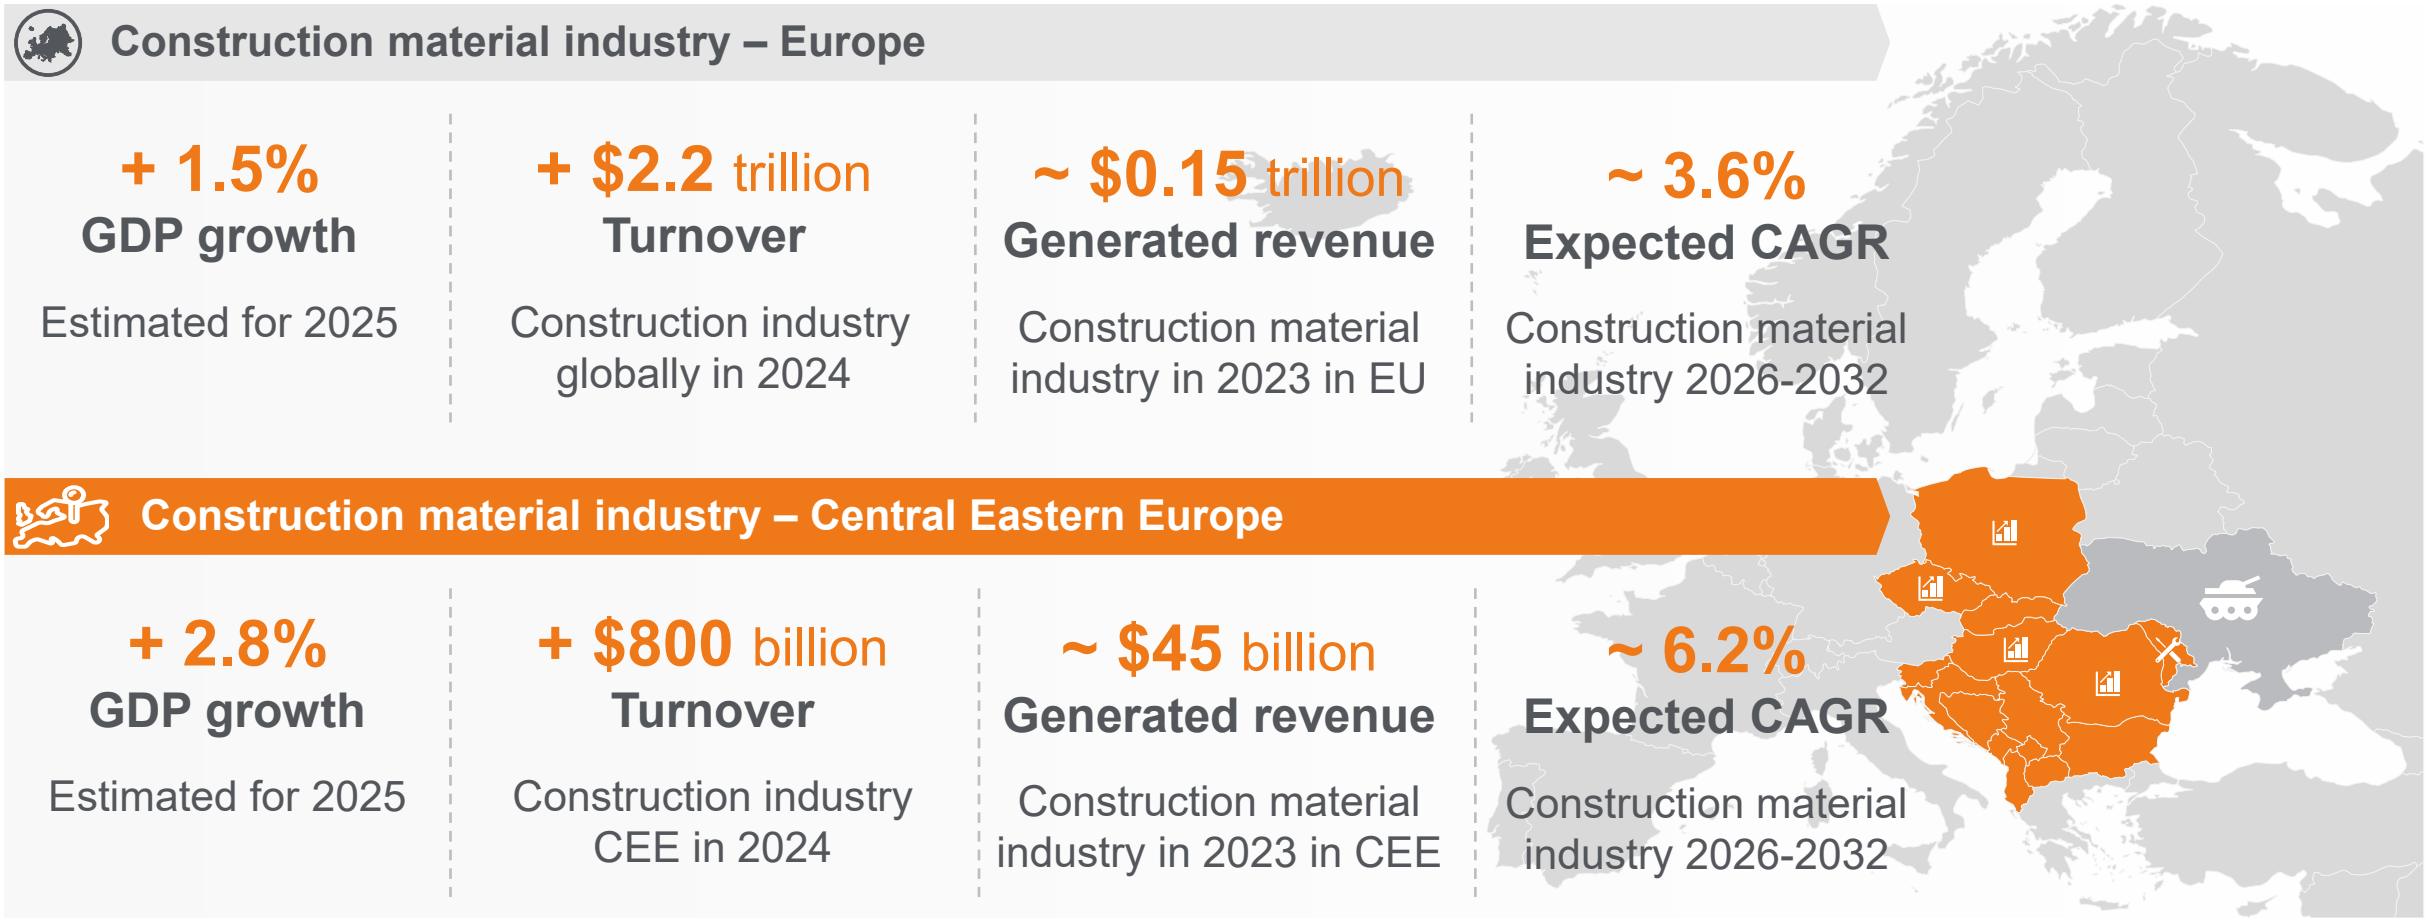 Construction material industry – Europe
+ 1.5%
GDP growth
Estimated for 2025
+ $2.2 trillion
Turnover
Construction industry
globally in 2024
~ $0.15 trillion
Generated revenue
Construction material
industry in 2023 in EU
~ 3.6%
Expected CAGR
Construction material
industry 2026-2032
Construction material industry – Central Eastern Europe
+ 2.8%
GDP growth
Estimated for 2025
+ $800 billion
Turnover
Construction industry
CEE in 2024
~ $45 billion
Generated revenue
Construction material
industry in 2023 in CEE
~ 6.2%
Expected CAGR
Construction material
industry 2026-2032